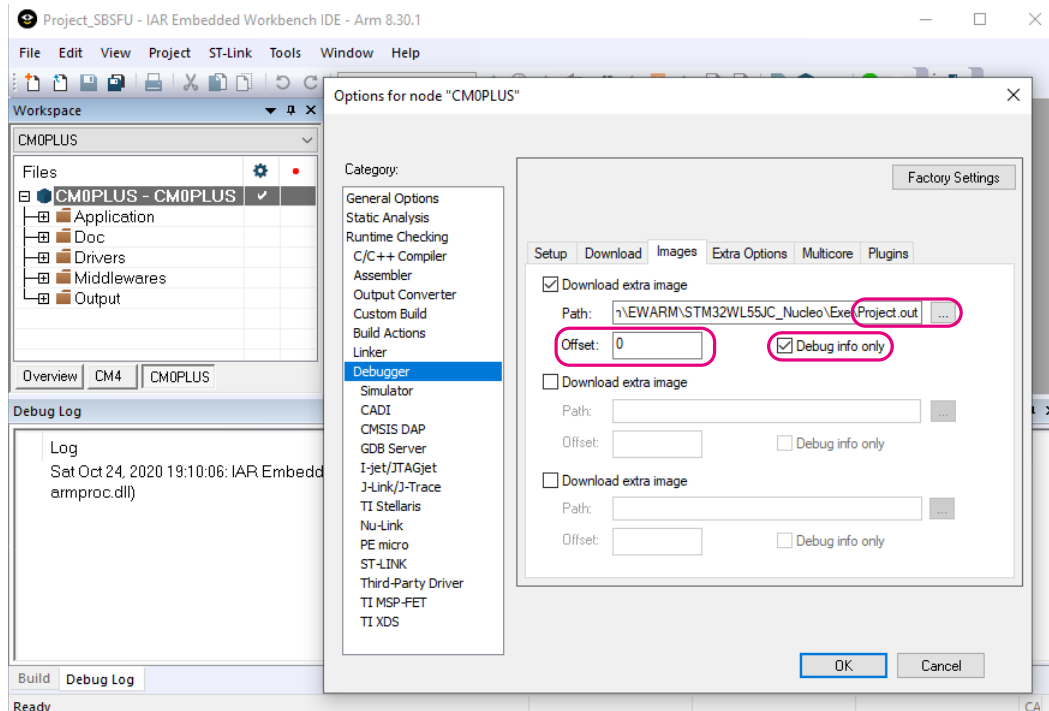 Project_SBSFU - IAR Embedded Workbench IDE - Arm 8.30.1
File Edit View Project ST-Link Tools Window Help
Workspace
CM0PLUS
Files
CM0PLUS - CM0PLUS
Application
Doc
Drivers
Middlewares
Output
Overview CM4 CM0PLUS
Debug Log
Log
Sat Oct 24, 2020 19:10:06: IAR Embedd
armproc.dll)
Build Debug Log
Ready
CA
Options for node "CM0PLUS"
Category:
General Options
Static Analysis
Runtime Checking
C/C++ Compiler
Assembler
Output Converter
Custom Build
Build Actions
Linker
Debugger
Simulator
CADI
CMSIS DAP
GDB Server
I-jet/JTAGjet
J-Link/J-Trace
TI Stellaris
Nu-Link
PE micro
ST-LINK
Third-Party Driver
TI MSP-FET
TI XDS
Factory Settings
Setup Download Images Extra Options Multicore Plugins
Download extra image
Path: \EWARM\STM32WL55JC_Nucleo\Exe\Project.out ...
Offset: 0 Debug info only
Download extra image
Path: ...
Offset: Debug info only
Download extra image
Path: ...
Offset: Debug info only
OK Cancel